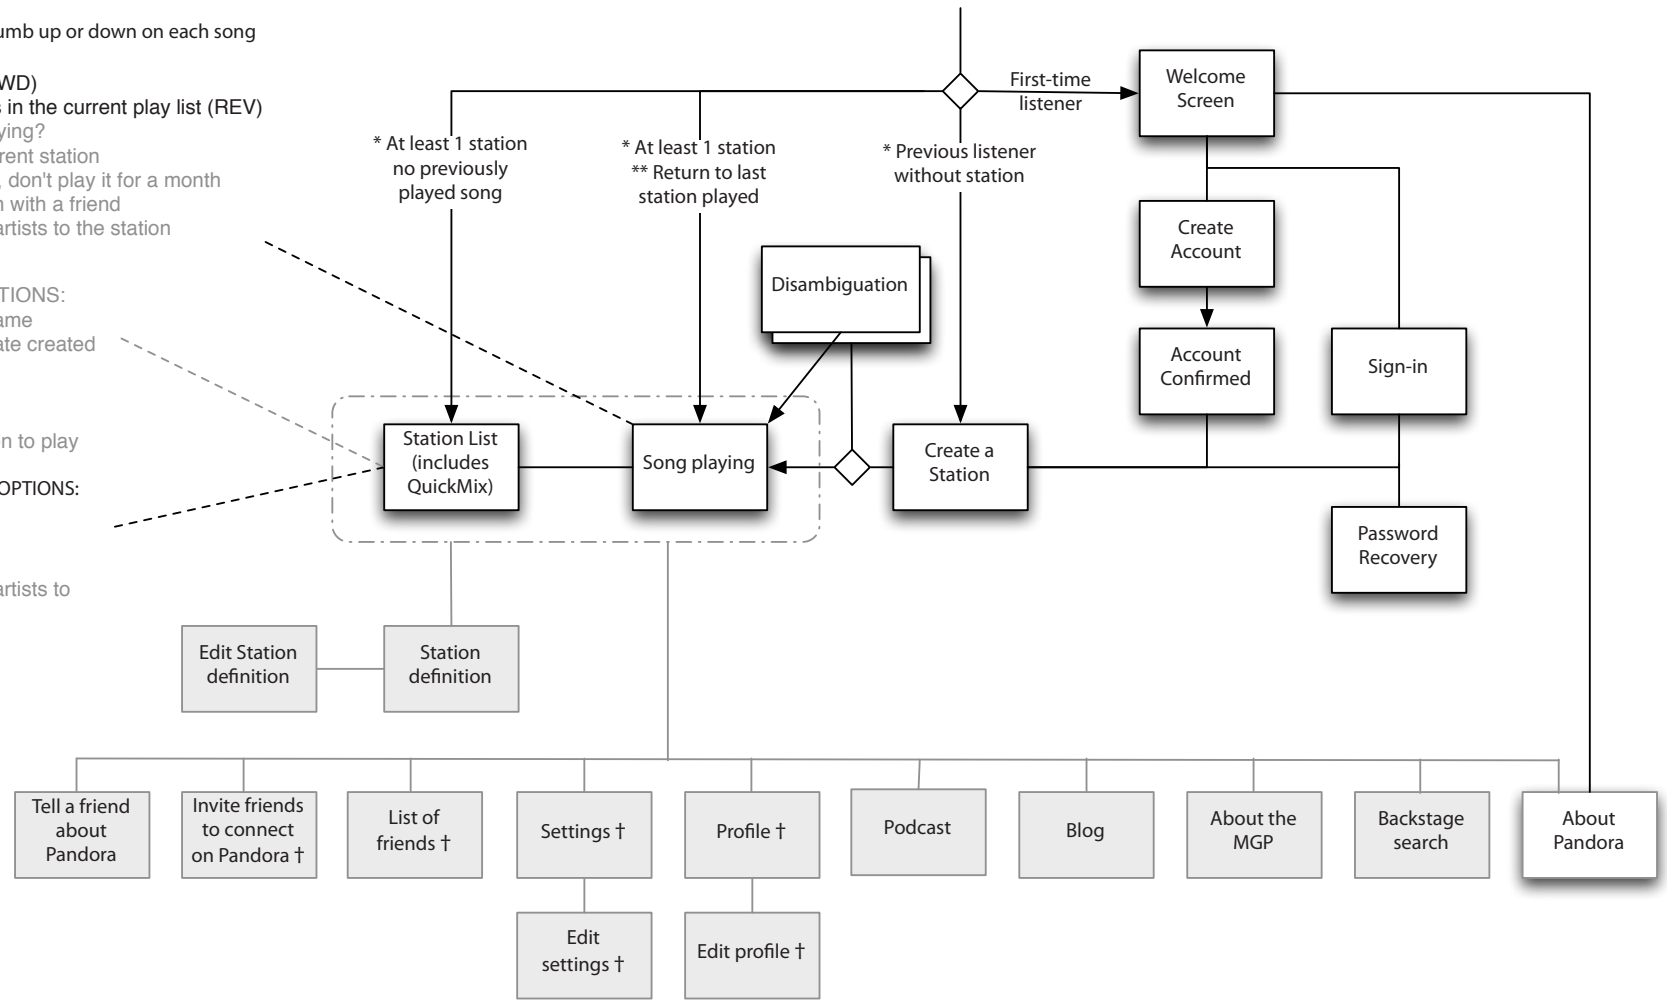 umb up or down on each song
WD)
s in the current play list (REV)
ying?
rent station
, don't play it for a month
n with a friend
artists to the station
TIONS:
ame
ate created
n to play
OPTIONS:
artists to
First-time
listener
Welcome
Screen
* At least 1 station
no previously
played song
* At least 1 station
** Return to last
station played
* Previous listener
without station
Create
Account
Disambiguation
Account
Confirmed
Sign-in
Station List
(includes
QuickMix)
Song playing
Create a
Station
Password
Recovery
Edit Station
definition
Station
definition
Tell a friend
about
Pandora
Invite friends
to connect
on Pandora †
List of
friends †
Settings †
Profile †
Podcast
Blog
About the
MGP
Backstage
search
About
Pandora
Edit
settings †
Edit profile †